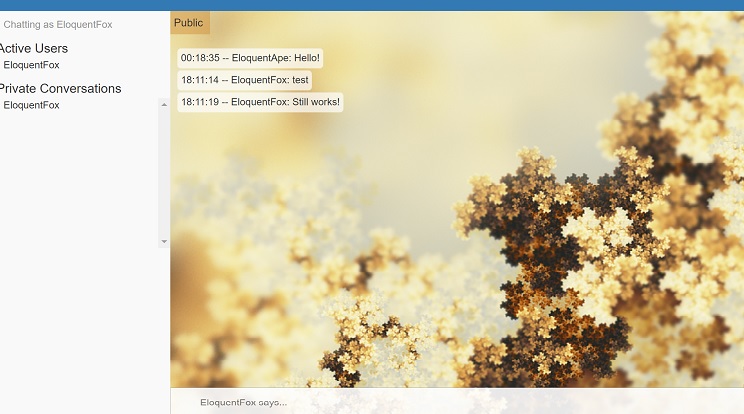 Chatting as EloquentFox
Active Users
EloquentFox
Private Conversations
EloquentFox
Public
00:18:35 -- EloquentApe: Hello!
18:11:14 -- EloquentFox: test
18:11:19 -- EloquentFox: Still works!
EloquentFox says...